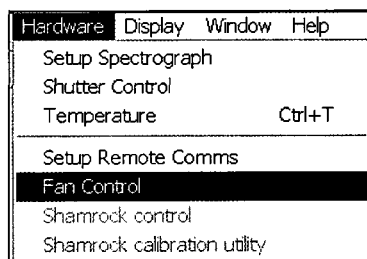 Hardware Display Window Help
Setup Spectrograph
Shutter Control
Temperature Ctrl+T
Setup Remote Comms
Fan Control
Shamrock control
Shamrock calibration utility